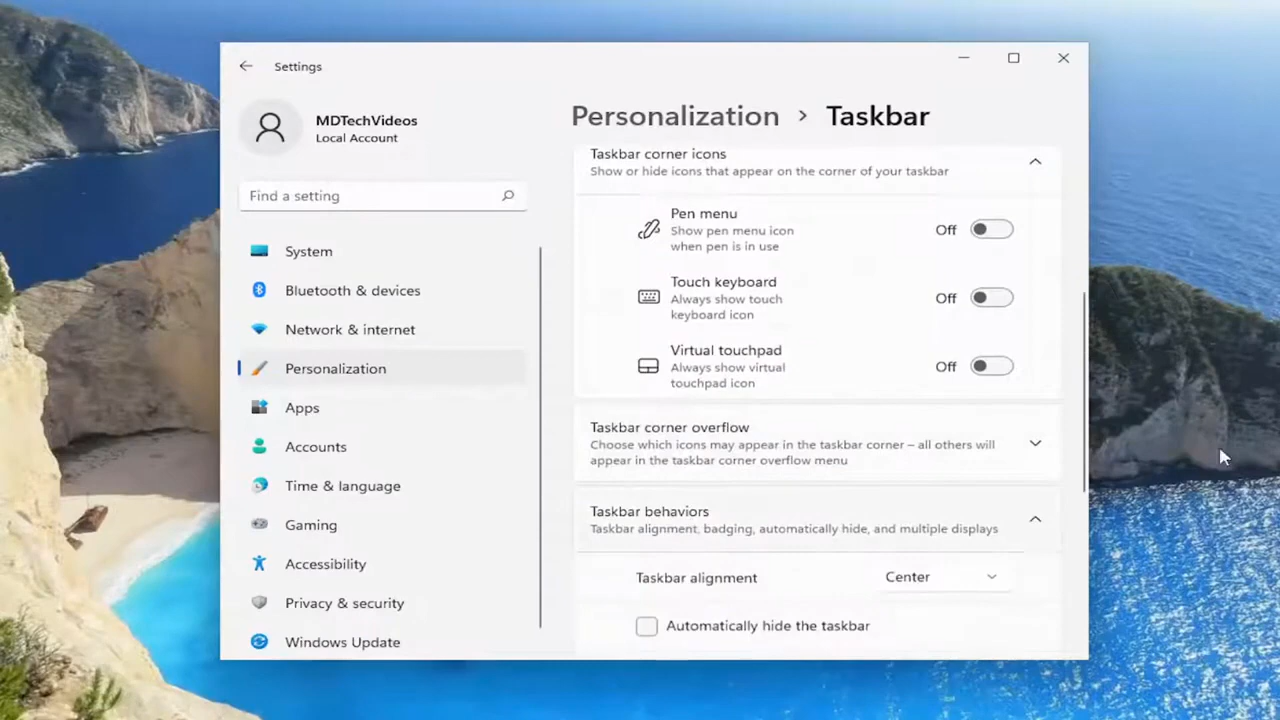 Settings
MDTechVideos
Local Account
Find a setting
System
Bluetooth & devices
Network & internet
Personalization
Apps
Accounts
Time & language
Gaming
Accessibility
Privacy & security
Windows Update
Personalization > Taskbar
Taskbar corner icons
Show or hide icons that appear on the corner of your taskbar
Pen menu
Show pen menu icon
when pen is in use
Off
Touch keyboard
Always show touch
keyboard icon
Off
Virtual touchpad
Always show virtual
touchpad icon
Off
Taskbar corner overflow
Choose which icons may appear in the taskbar corner – all others will
appear in the taskbar corner overflow menu
Taskbar behaviors
Taskbar alignment, badging, automatically hide, and multiple displays
Taskbar alignment
Center
Automatically hide the taskbar